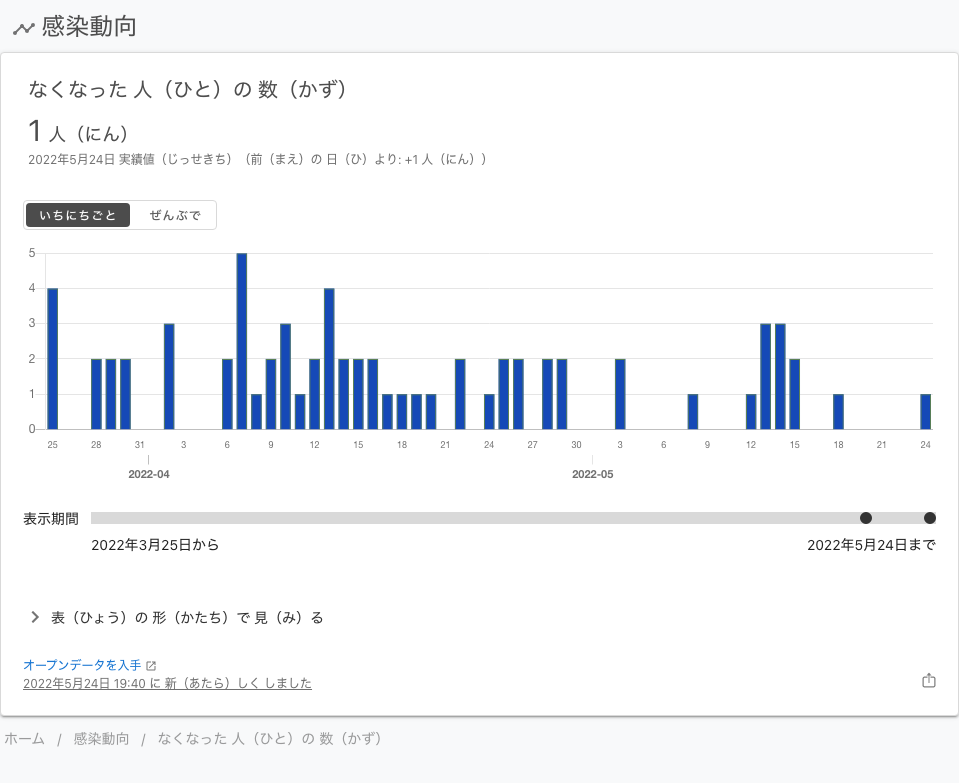 感染動向
なくなった 人（ひと）の 数（かず）
1 人（にん）
2022年5月24日 実績値（じっせきち）（前（まえ）の 日（ひ）より: +1 人（にん））
いちにちごと ぜんぶで
5
4
3
2
1
0
25 28 31 3 6 9 12 15 18 21 24 27 30 3 6 9 12 15 18 21 24
2022-04 2022-05
表示期間
2022年3月25日から 2022年5月24日まで
表（ひょう）の 形（かたち）で 見（み）る
オープンデータを入手
2022年5月24日 19:40 に 新（あたら）しく しました
ホーム / 感染動向 / なくなった 人（ひと）の 数（かず）